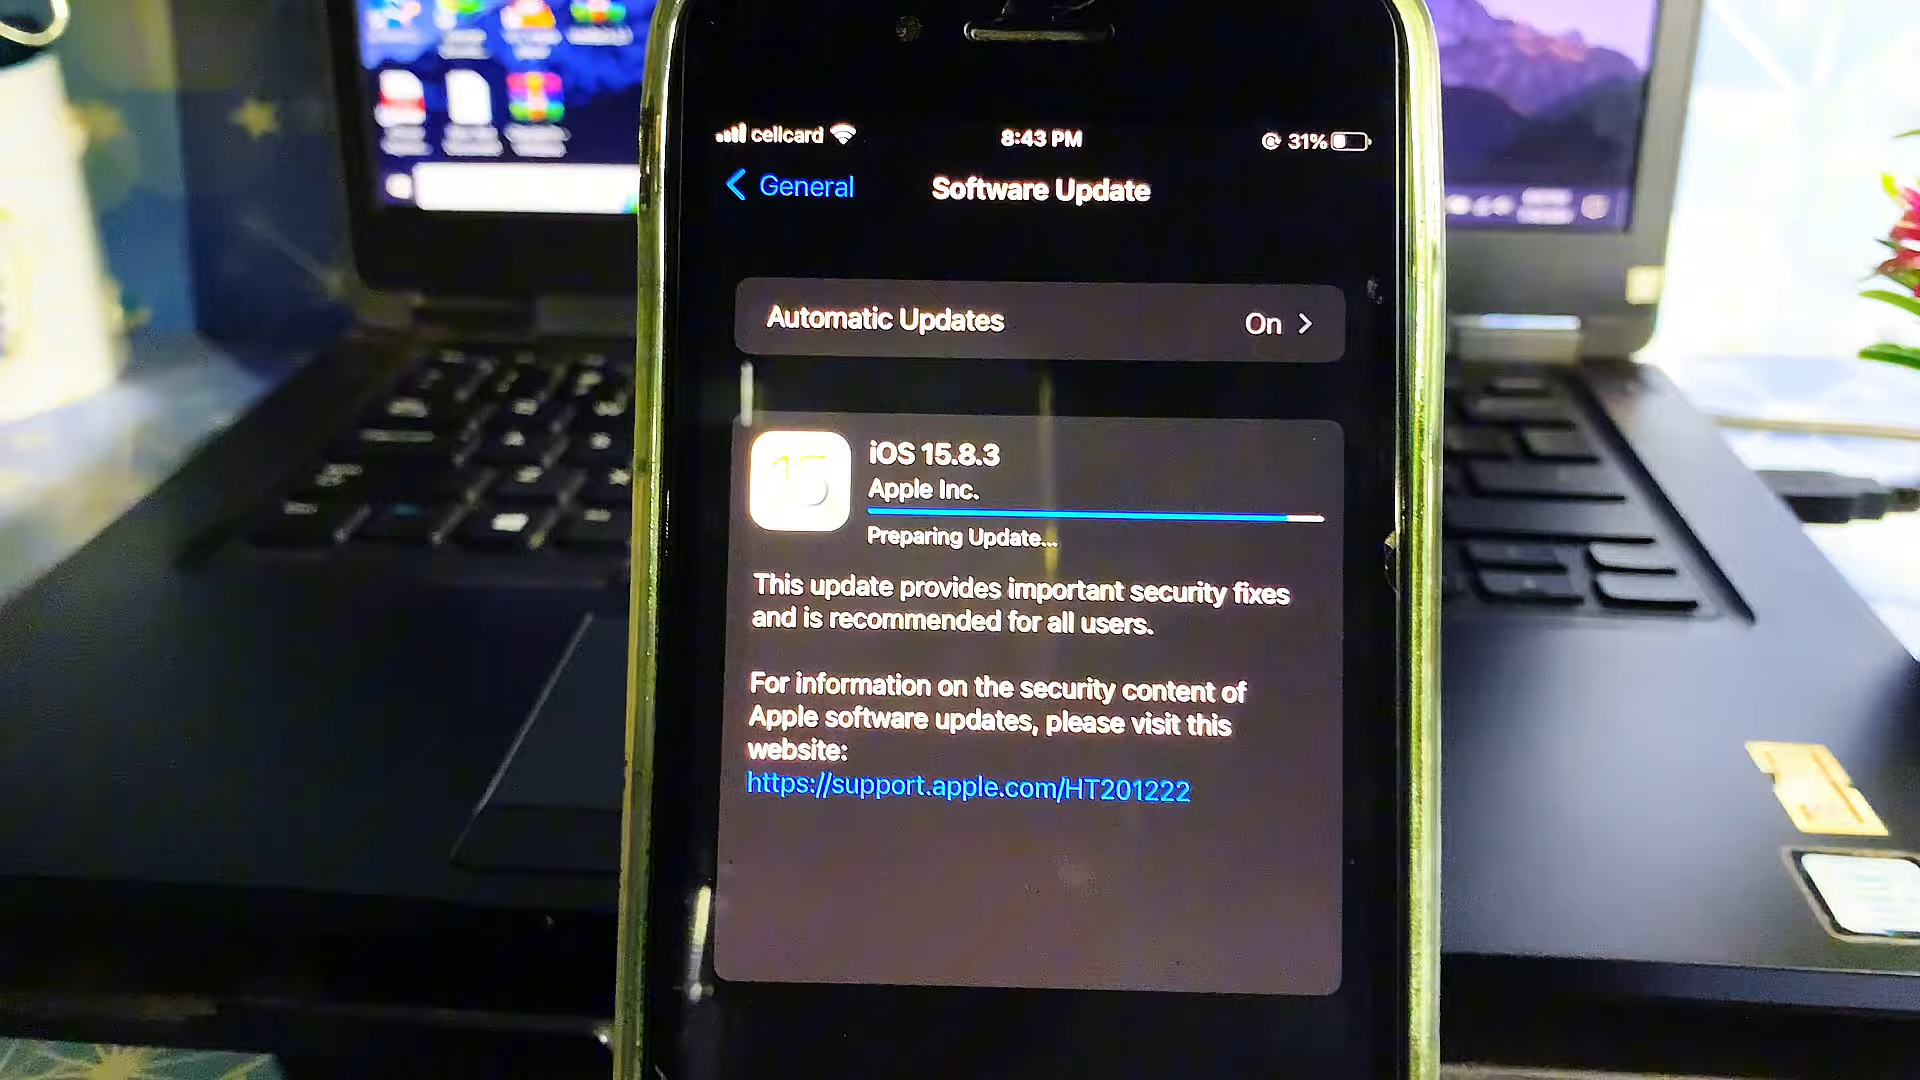 cellcard 8:43 PM 31%
General Software Update
Automatic Updates On
15
iOS 15.8.3
Apple Inc.
Preparing Update...
This update provides important security fixes
and is recommended for all users.
For information on the security content of
Apple software updates, please visit this
website:
https://support.apple.com/HT201222